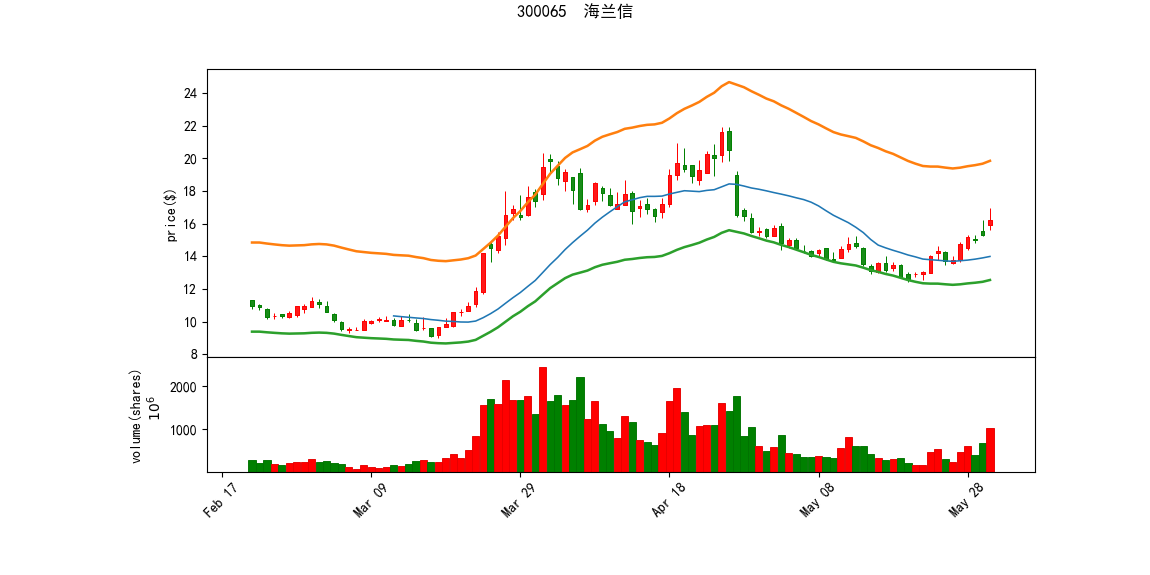 300065  海兰信
price($)
24
22
20
18
16
14
12
10
8
volume(shares)
10^6
2000
1000
Feb 17
Mar 09
Mar 29
Apr 18
May 08
May 28